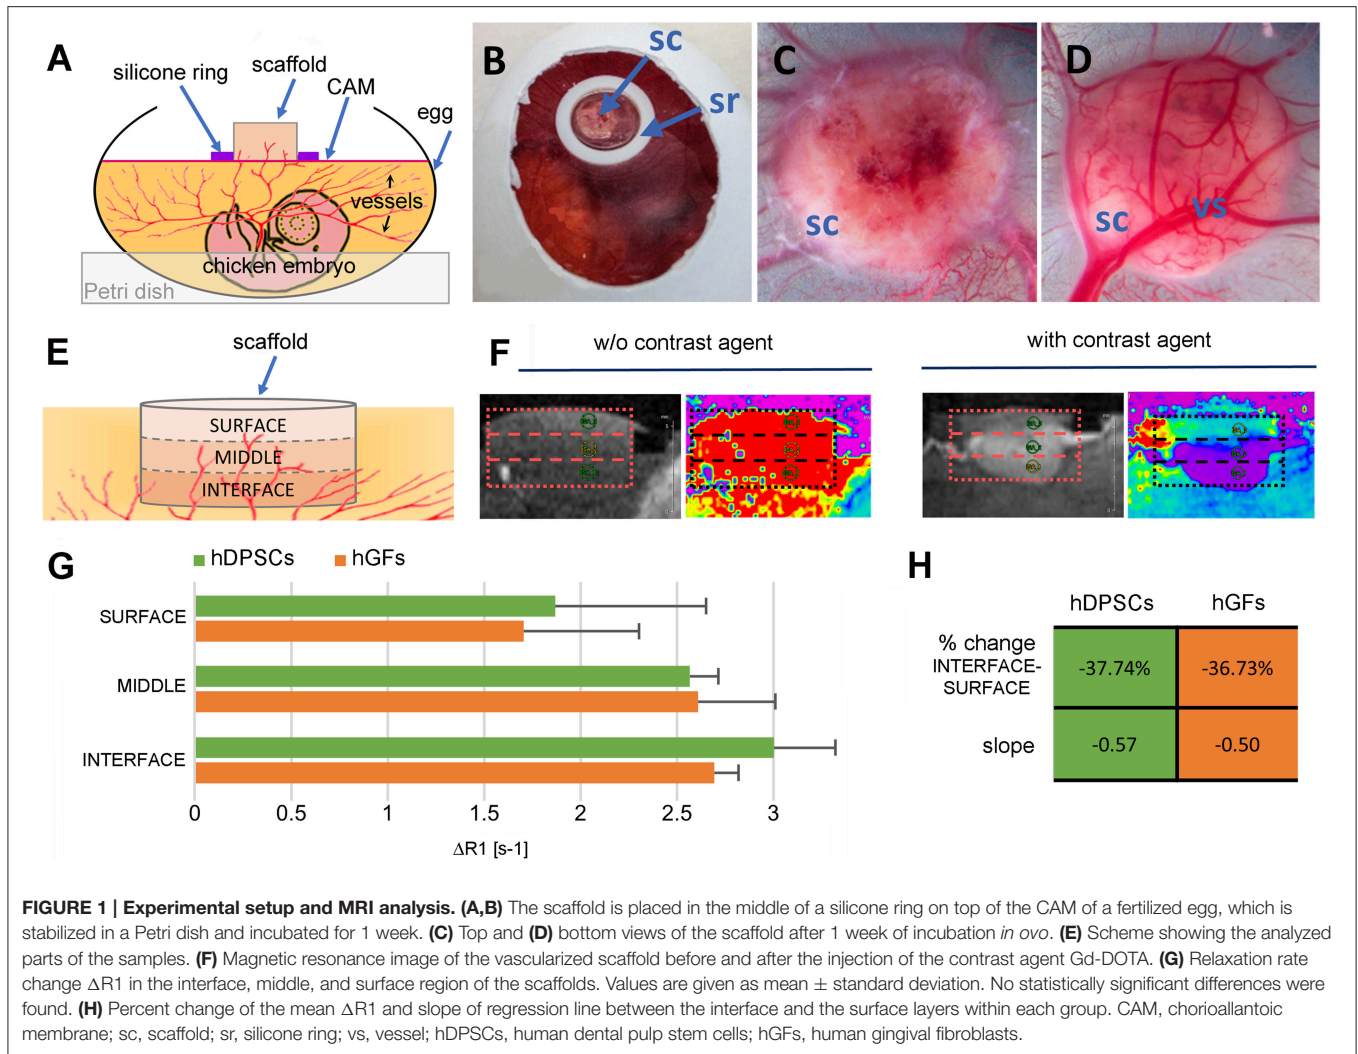 A
silicone ring
scaffold
CAM
egg
vessels
chicken embryo
Petri dish
B
sc
sr
C
sc
D
sc
vs
E
scaffold
SURFACE
MIDDLE
INTERFACE
F
w/o contrast agent
with contrast agent
G
hDPSCs
hGFs
SURFACE
MIDDLE
INTERFACE
0 0.5 1 1.5 2 2.5 3
ΔR1 [s-1]
H
hDPSCs hGFs
% change
INTERFACE-
SURFACE
-37.74% -36.73%
slope -0.57 -0.50
FIGURE 1 | Experimental setup and MRI analysis. (A,B) The scaffold is placed in the middle of a silicone ring on top of the CAM of a fertilized egg, which is
stabilized in a Petri dish and incubated for 1 week. (C) Top and (D) bottom views of the scaffold after 1 week of incubation in ovo. (E) Scheme showing the analyzed
parts of the samples. (F) Magnetic resonance image of the vascularized scaffold before and after the injection of the contrast agent Gd-DOTA. (G) Relaxation rate
change ΔR1 in the interface, middle, and surface region of the scaffolds. Values are given as mean ± standard deviation. No statistically significant differences were
found. (H) Percent change of the mean ΔR1 and slope of regression line between the interface and the surface layers within each group. CAM, chorioallantoic
membrane; sc, scaffold; sr, silicone ring; vs, vessel; hDPSCs, human dental pulp stem cells; hGFs, human gingival fibroblasts.